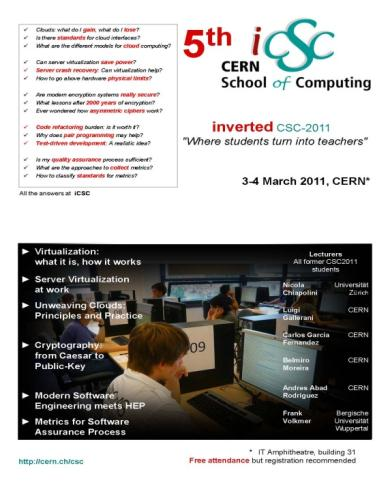 ✓ Clouds: what do I gain, what do I lose?
✓ Is there standards for cloud interfaces?
✓ What are the different models for cloud computing?
✓ Can server virtualization save power?
✓ Server crash recovery: Can virtualization help?
✓ How to go above hardware physical limits?
✓ Are modern encryption systems really secure?
✓ What lessons after 2000 years of encryption?
✓ Ever wondered how asymmetric ciphers work?
✓ Code refactoring burden: is it worth it?
✓ Why does pair programming may help?
✓ Test-driven development: A realistic idea?
✓ Is my quality assurance process sufficient?
✓ What are the approaches to collect metrics?
✓ How to classify standards for metrics?
All the answers at iCSC
5th iCSC
CERN
School of Computing
inverted CSC-2011
"Where students turn into teachers"
3-4 March 2011, CERN*
► Virtualization:
what it is, how it works
► Server Virtualization
at work
► Unweaving Clouds:
Principles and Practice
► Cryptography:
from Caesar to
Public-Key
► Modern Software
Engineering meets HEP
► Metrics for Software
Assurance Process
09
Lecturers
All former CSC2011
students
Nicola Universität
Chiapolini Zürich
Luigi CERN
Gallerani
Carlos Garcia CERN
Fernandez
Belmiro CERN
Moreira
Andres Abad CERN
Rodriguez
Frank Bergische
Volkmer Universität
Wuppertal
* IT Amphitheatre, building 31
http://cern.ch/csc Free attendance but registration recommended